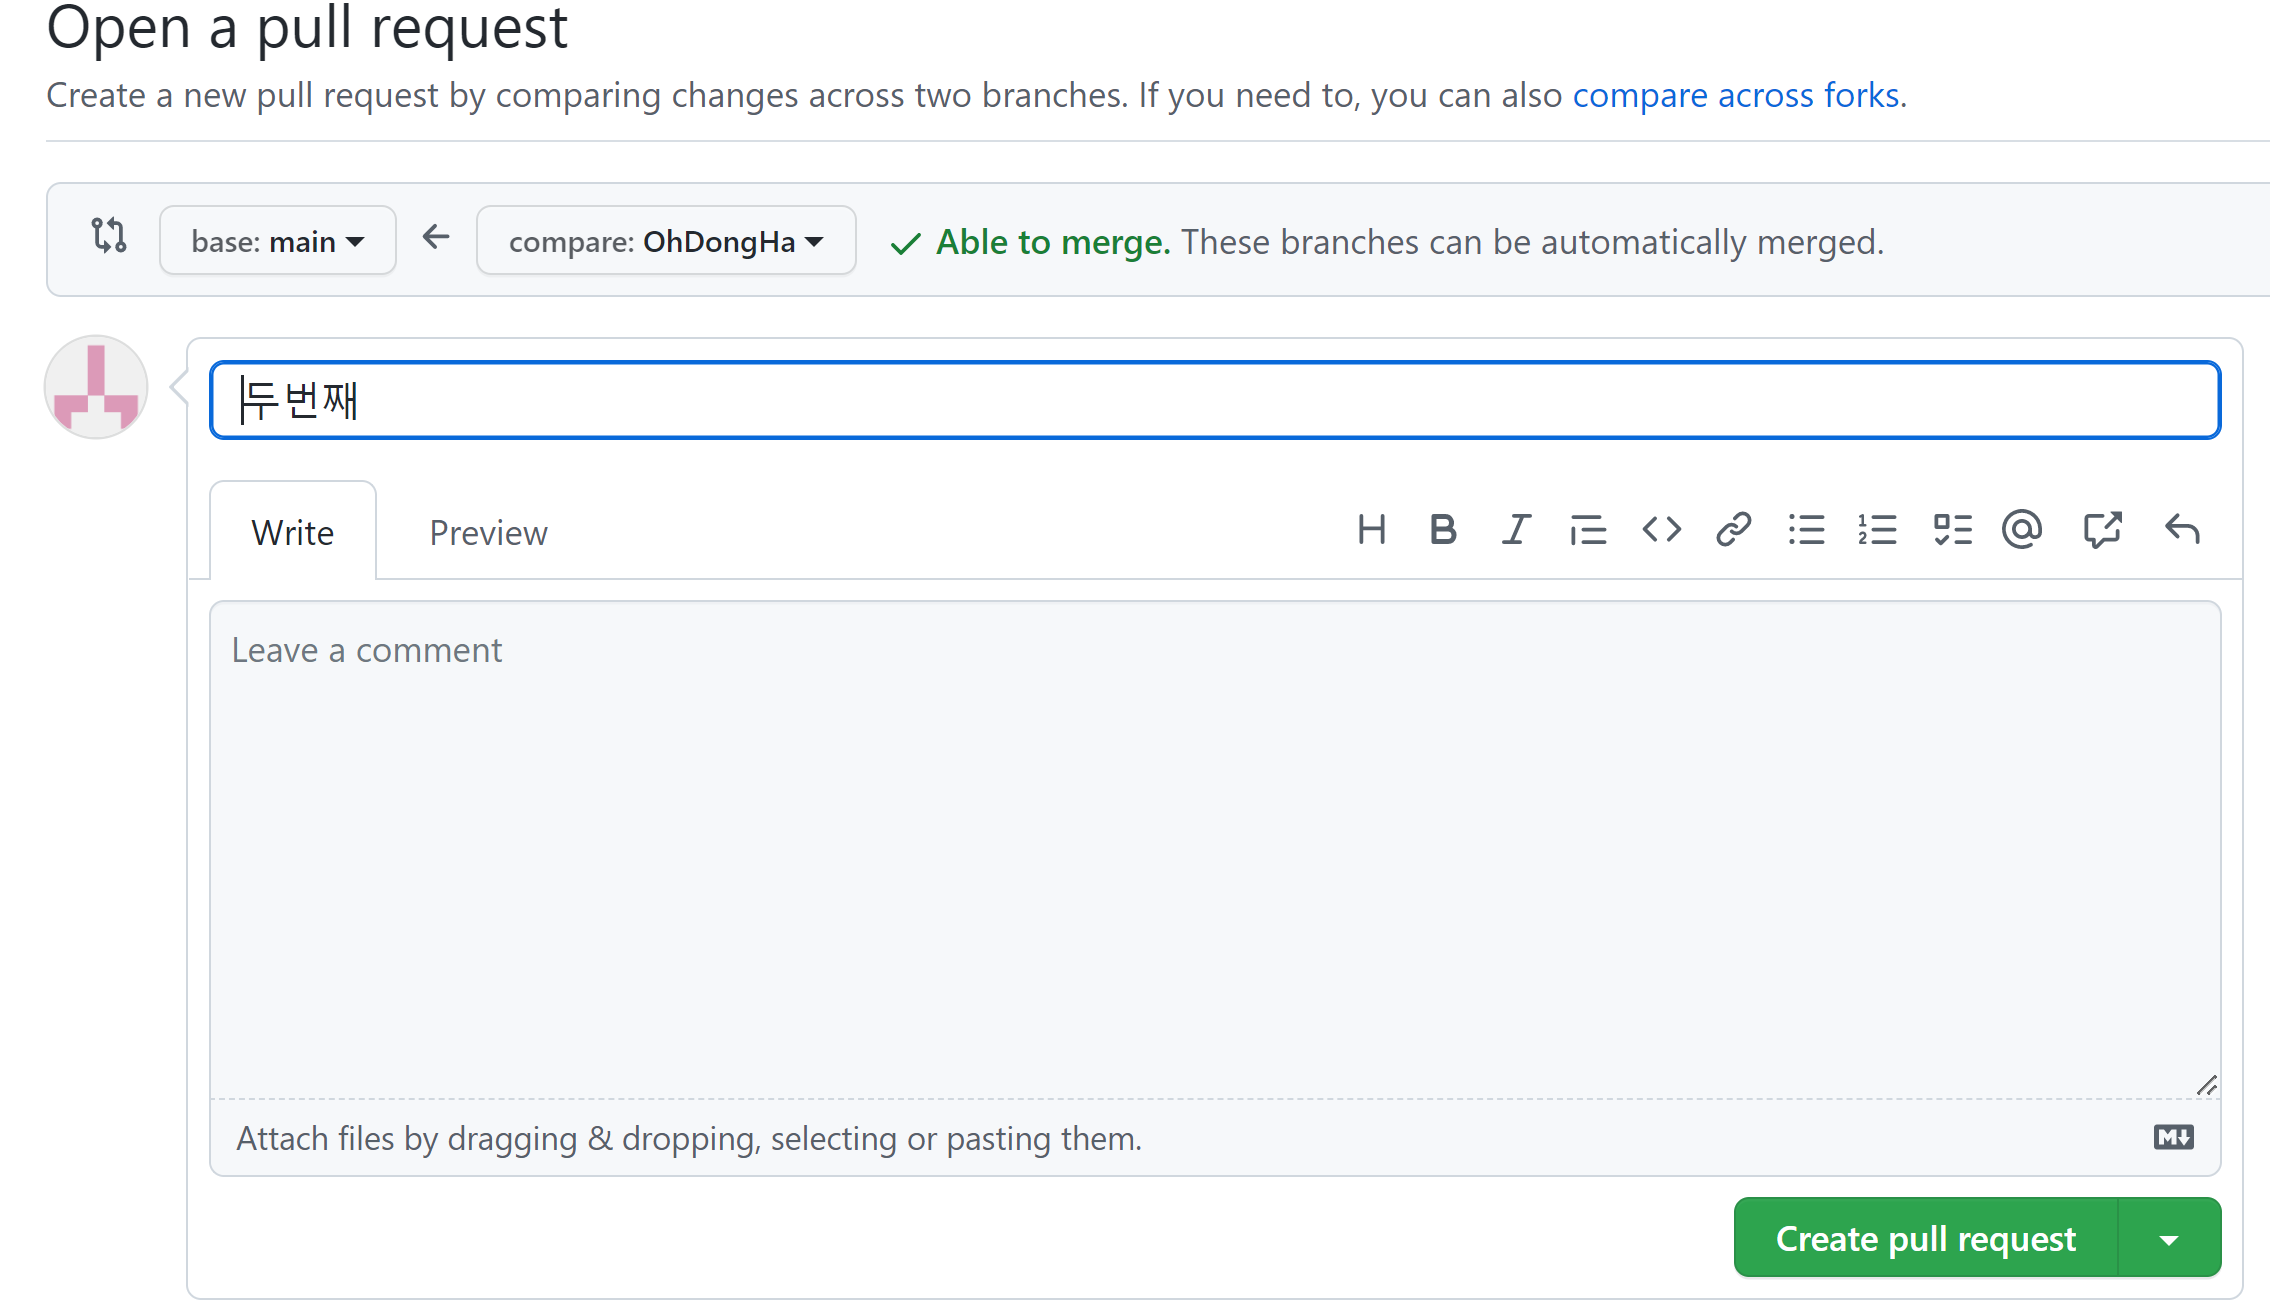 Open a pull request
Create a new pull request by comparing changes across two branches. If you need to, you can also compare across forks.
base: main compare: OhDongHa Able to merge. These branches can be automatically merged.
두번째
Write Preview
Leave a comment
Attach files by dragging & dropping, selecting or pasting them.
Create pull request